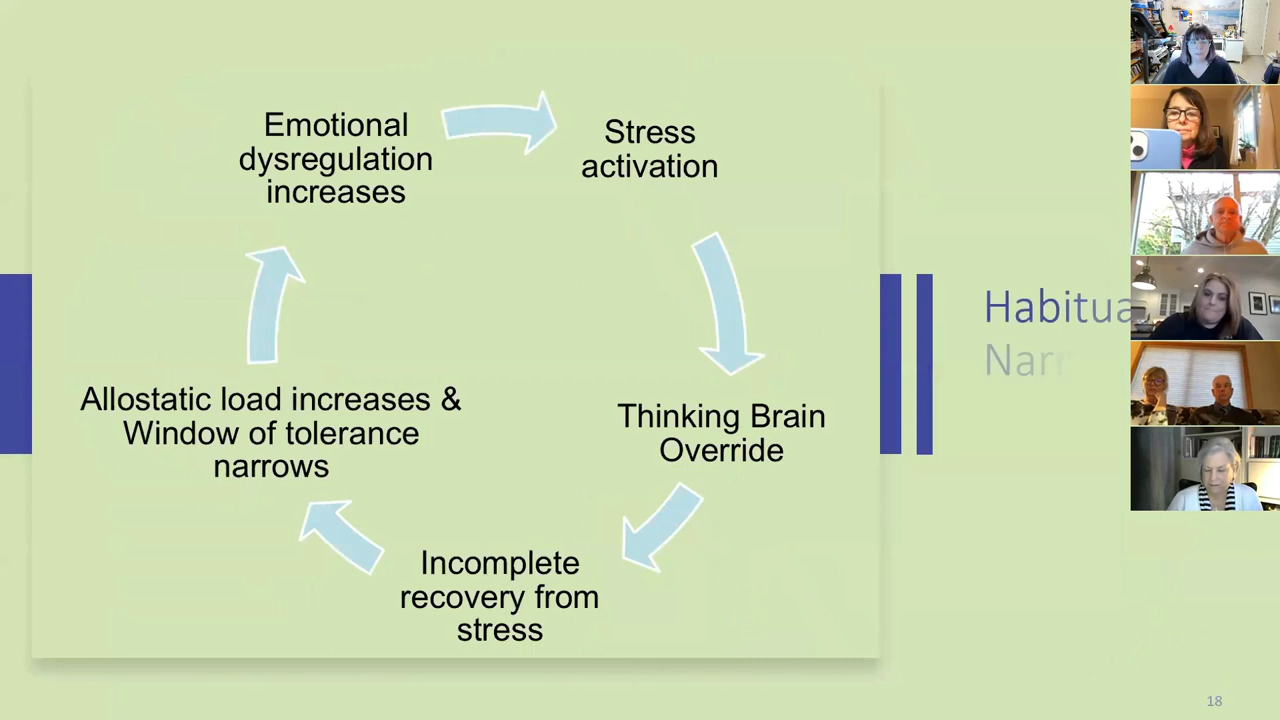 Emotional
dysregulation
increases
Stress
activation
Thinking Brain
Override
Incomplete
recovery from
stress
Allostatic load increases &
Window of tolerance
narrows
18